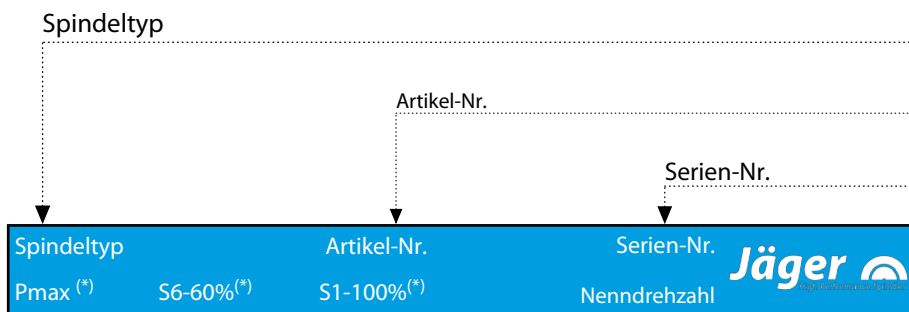 Spindeltyp
Artikel-Nr.
Serien-Nr.
Spindeltyp Artikel-Nr. Serien-Nr.
Jäger
Pmax (*) S6-60%(*) S1-100%(*) Nenndrehzahl